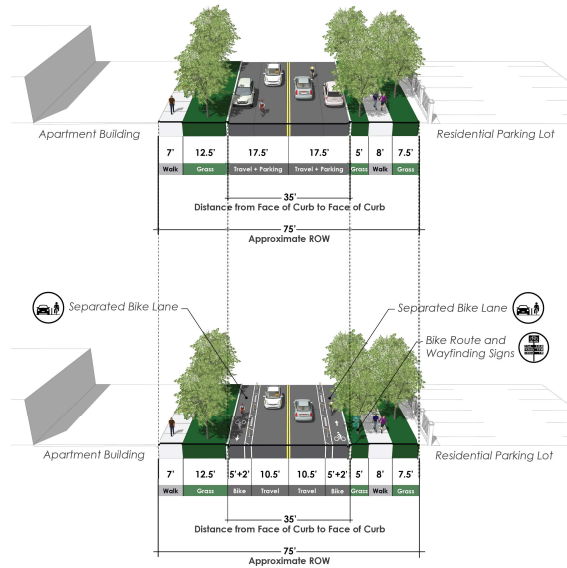 Apartment Building
Residential Parking Lot
7' 12.5' 17.5' 17.5' 5' 8' 7.5'
Walk Grass Travel + Parking Travel + Parking Grass Walk Grass
35'
Distance from Face of Curb to Face of Curb
75'
Approximate ROW
Separated Bike Lane
Separated Bike Lane
Bike Route and
Wayfinding Signs
Apartment Building
Residential Parking Lot
7' 12.5' 5'+2' 10.5' 10.5' 5'+2' 5' 8' 7.5'
Walk Grass Bike Travel Travel Bike Grass Walk Grass
35'
Distance from Face of Curb to Face of Curb
75'
Approximate ROW